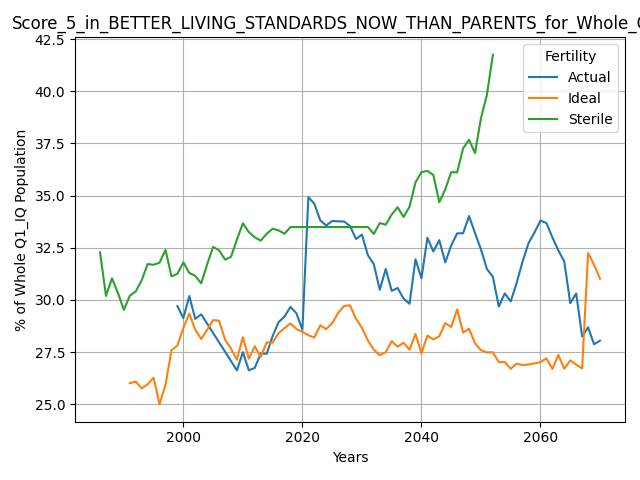 Score_5_in_BETTER_LIVING_STANDARDS_NOW_THAN_PARENTS_for_Whole_
42.5
40.0
37.5
35.0
32.5
30.0
27.5
25.0
% of Whole Q1_IQ Population
Fertility
Actual
Ideal
Sterile
2000
2020
2040
2060
Years